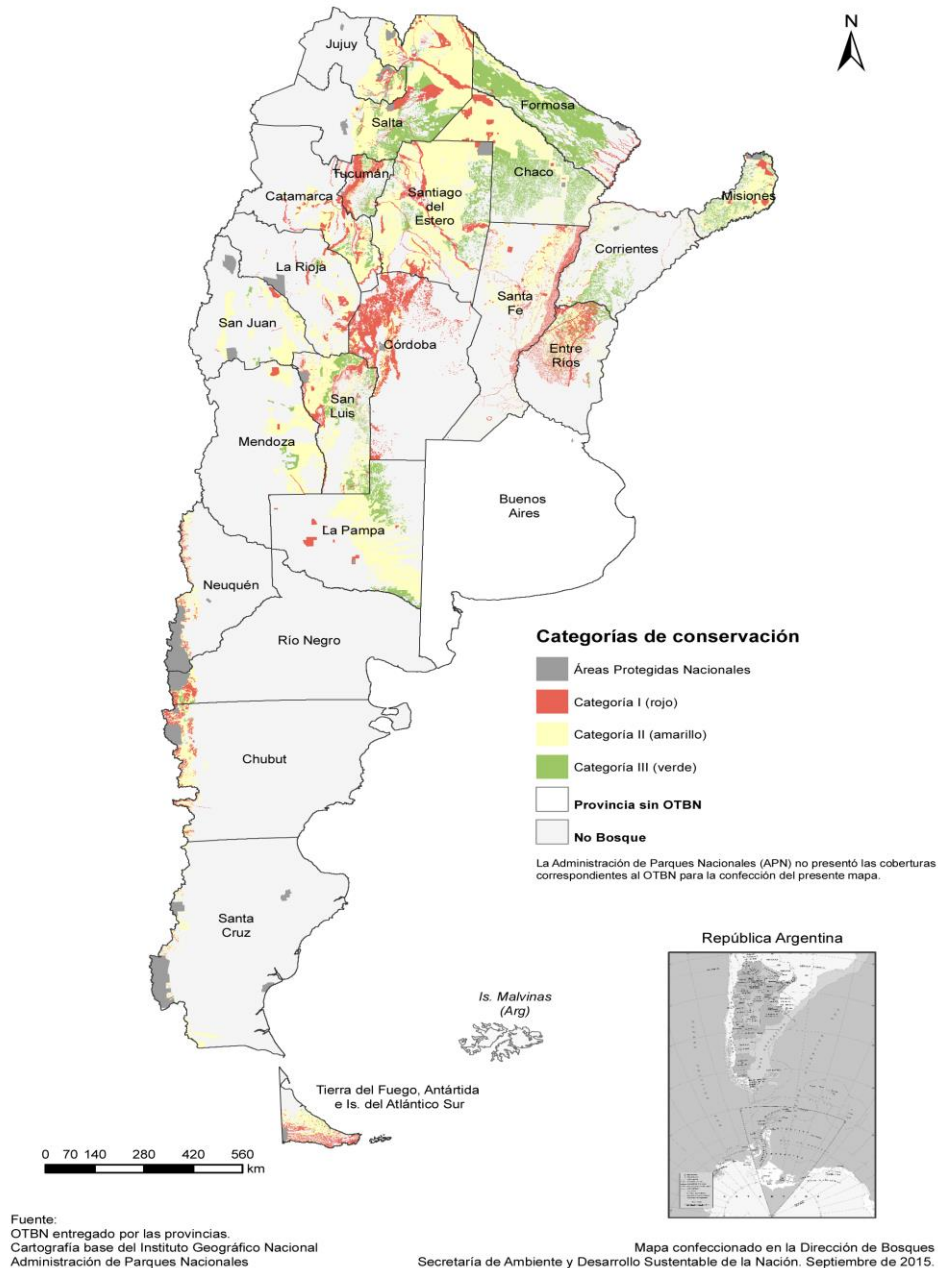 N
Jujuy
Formosa
Salta
Chaco
Tucumán
Misiones
Santiago
del
Estero
Catamarca
Corrientes
La Rioja
Santa
Fe
San Juan
Córdoba
Entre
Ríos
San
Luis
Mendoza
Buenos
Aires
La Pampa
Neuquén
Río Negro
Chubut
Santa
Cruz
Categorías de conservación
Áreas Protegidas Nacionales
Categoría I (rojo)
Categoría II (amarillo)
Categoría III (verde)
Provincia sin OTBN
No Bosque
La Administración de Parques Nacionales (APN) no presentó las coberturas
correspondientes al OTBN para la confección del presente mapa.
República Argentina
Is. Malvinas
(Arg)
Tierra del Fuego, Antártida
e Is. del Atlántico Sur
0 70 140 280 420 560
km
Fuente:
OTBN entregado por las provincias.
Cartografía base del Instituto Geográfico Nacional
Administración de Parques Nacionales
Mapa confeccionado en la Dirección de Bosques
Secretaría de Ambiente y Desarrollo Sustentable de la Nación. Septiembre de 2015.